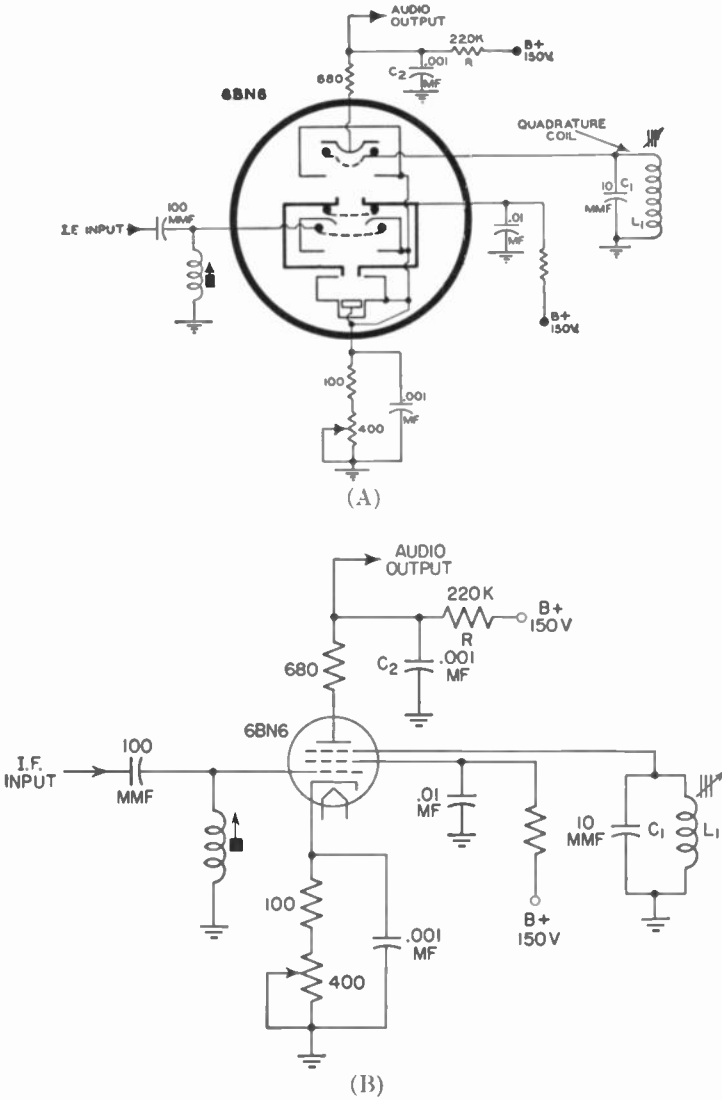 AUDIO
OUTPUT
220K
R
B+
150V.
680
C2
.001
MF
6BN6
QUADRATURE
COIL
10
MMF
C1
L1
100
MMF
I.F. INPUT
.01
MF
B+
150V.
100
400
.001
MF
(A)
AUDIO
OUTPUT
220K
R
B+
150V
680
C2
.001
MF
6BN6
I.F.
INPUT
100
MMF
.01
MF
10
MMF
C1
L1
B+
150V
100
400
.001
MF
(B)